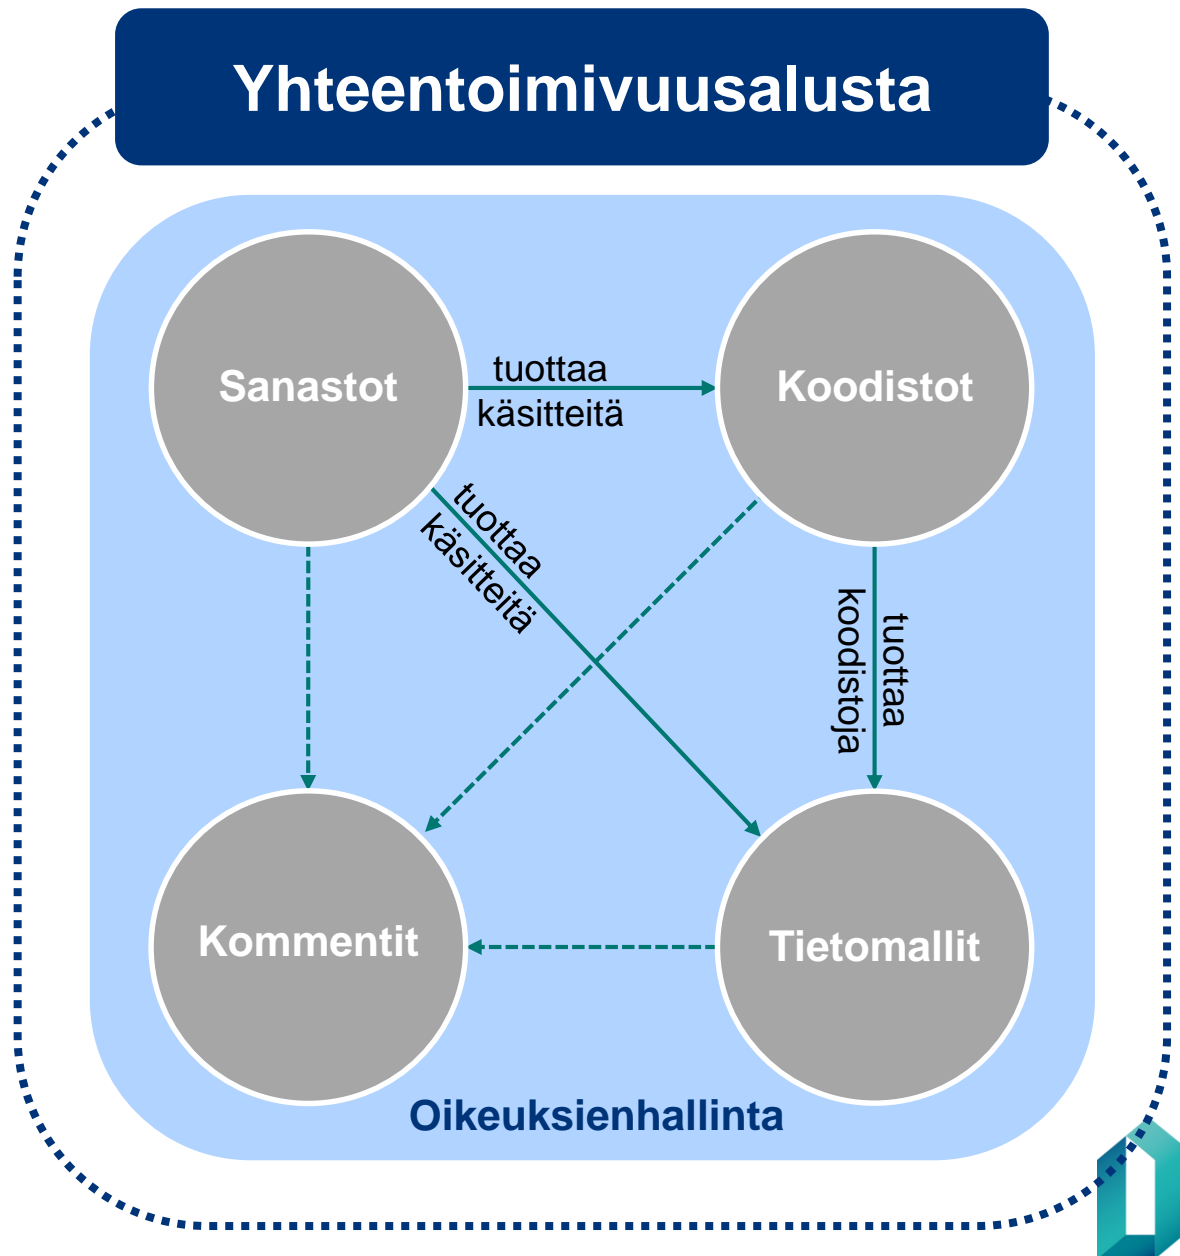 Yhteentoimivuusalusta
Sanastot
tuottaa
käsitteitä
Koodistot
tuottaa
käsitteitä
tuottaa
koodistoja
Kommentit
Tietomallit
Oikeuksienhallinta